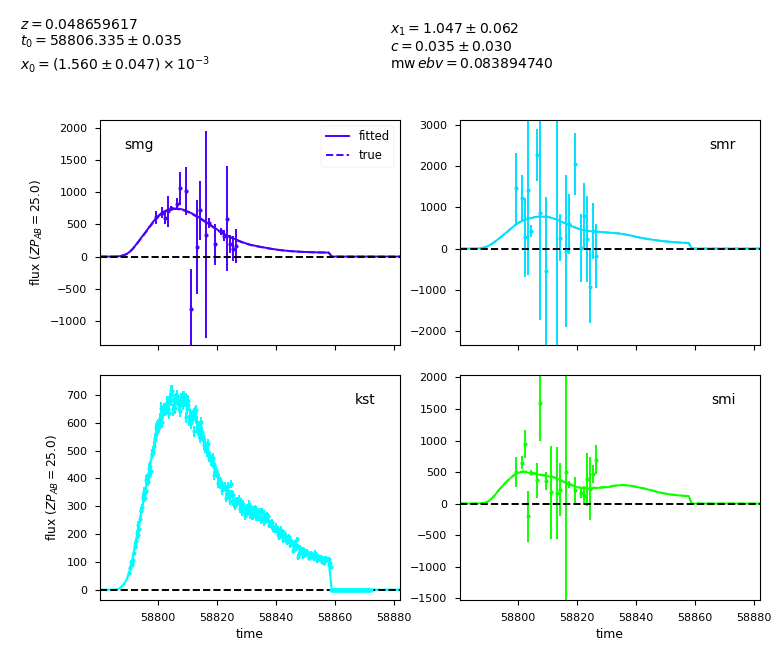 z = 0.048659617
t₀ = 58806.335 ± 0.035
x₀ = (1.560 ± 0.047) × 10⁻³
x₁ = 1.047 ± 0.062
c = 0.035 ± 0.030
mw ebv = 0.083894740
smg
fitted
true
2000
1500
1000
500
0
−500
−1000
flux (ZP_AB = 25.0)
smr
3000
2000
1000
0
−1000
−2000
kst
700
600
500
400
300
200
100
0
flux (ZP_AB = 25.0)
58800 58820 58840 58860 58880
time
smi
2000
1500
1000
500
0
−500
−1000
−1500
58800 58820 58840 58860 58880
time